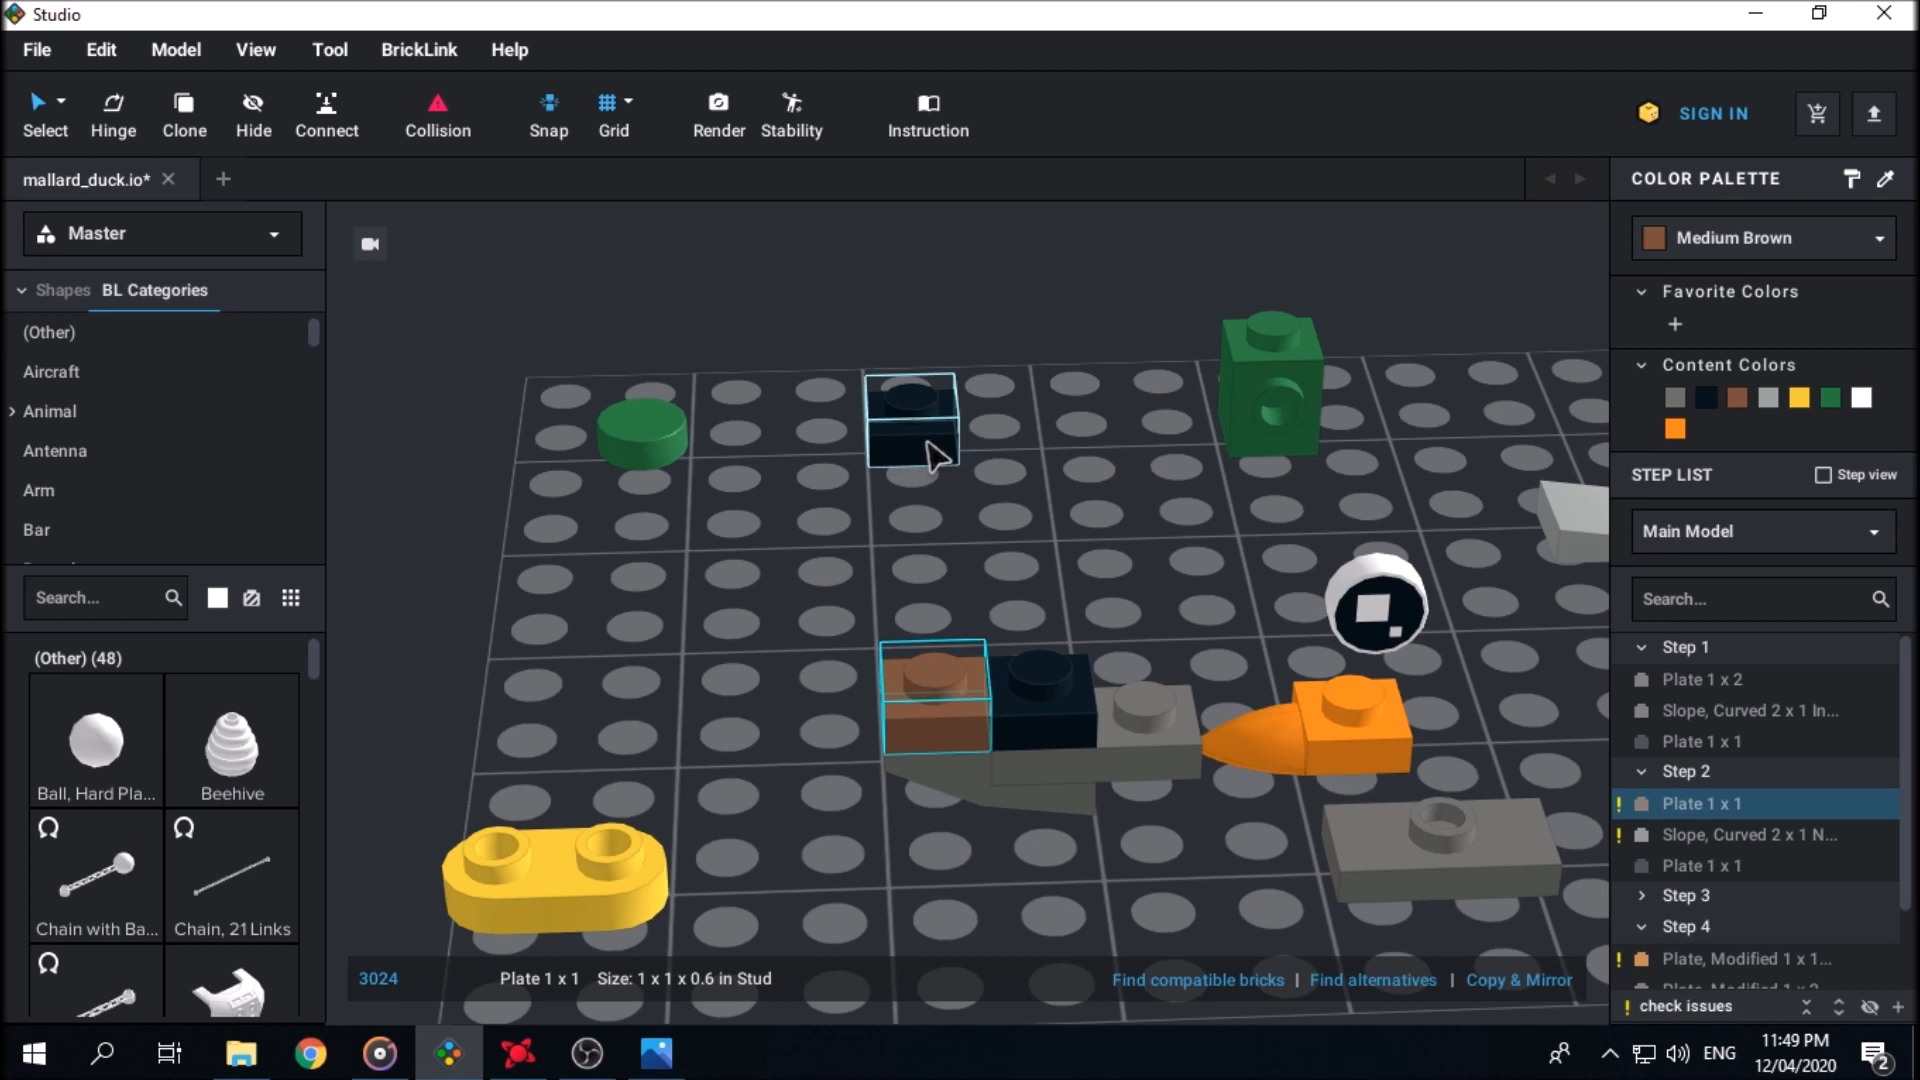 Studio
File Edit Model View Tool BrickLink Help
Select Hinge Clone Hide Connect Collision Snap Grid Render Stability Instruction SIGN IN
mallard_duck.io*
COLOR PALETTE
Master
Medium Brown
Shapes BL Categories
Favorite Colors
(Other)
Aircraft
Content Colors
Animal
Antenna
Arm
STEP LIST Step view
Bar
Main Model
Search...
Search...
(Other) (48)
Step 1
Plate 1 x 2
Slope, Curved 2 x 1 In...
Plate 1 x 1
Step 2
Ball, Hard Pla... Beehive
Plate 1 x 1
Slope, Curved 2 x 1 N...
Plate 1 x 1
Step 3
Chain with Ba... Chain, 21 Links
Step 4
Plate, Modified 1 x 1...
3024 Plate 1 x 1 Size: 1 x 1 x 0.6 in Stud Find compatible bricks | Find alternatives | Copy & Mirror
Plate, Modified 1 x 2
! check issues
ENG 11:49 PM
12/04/2020
2